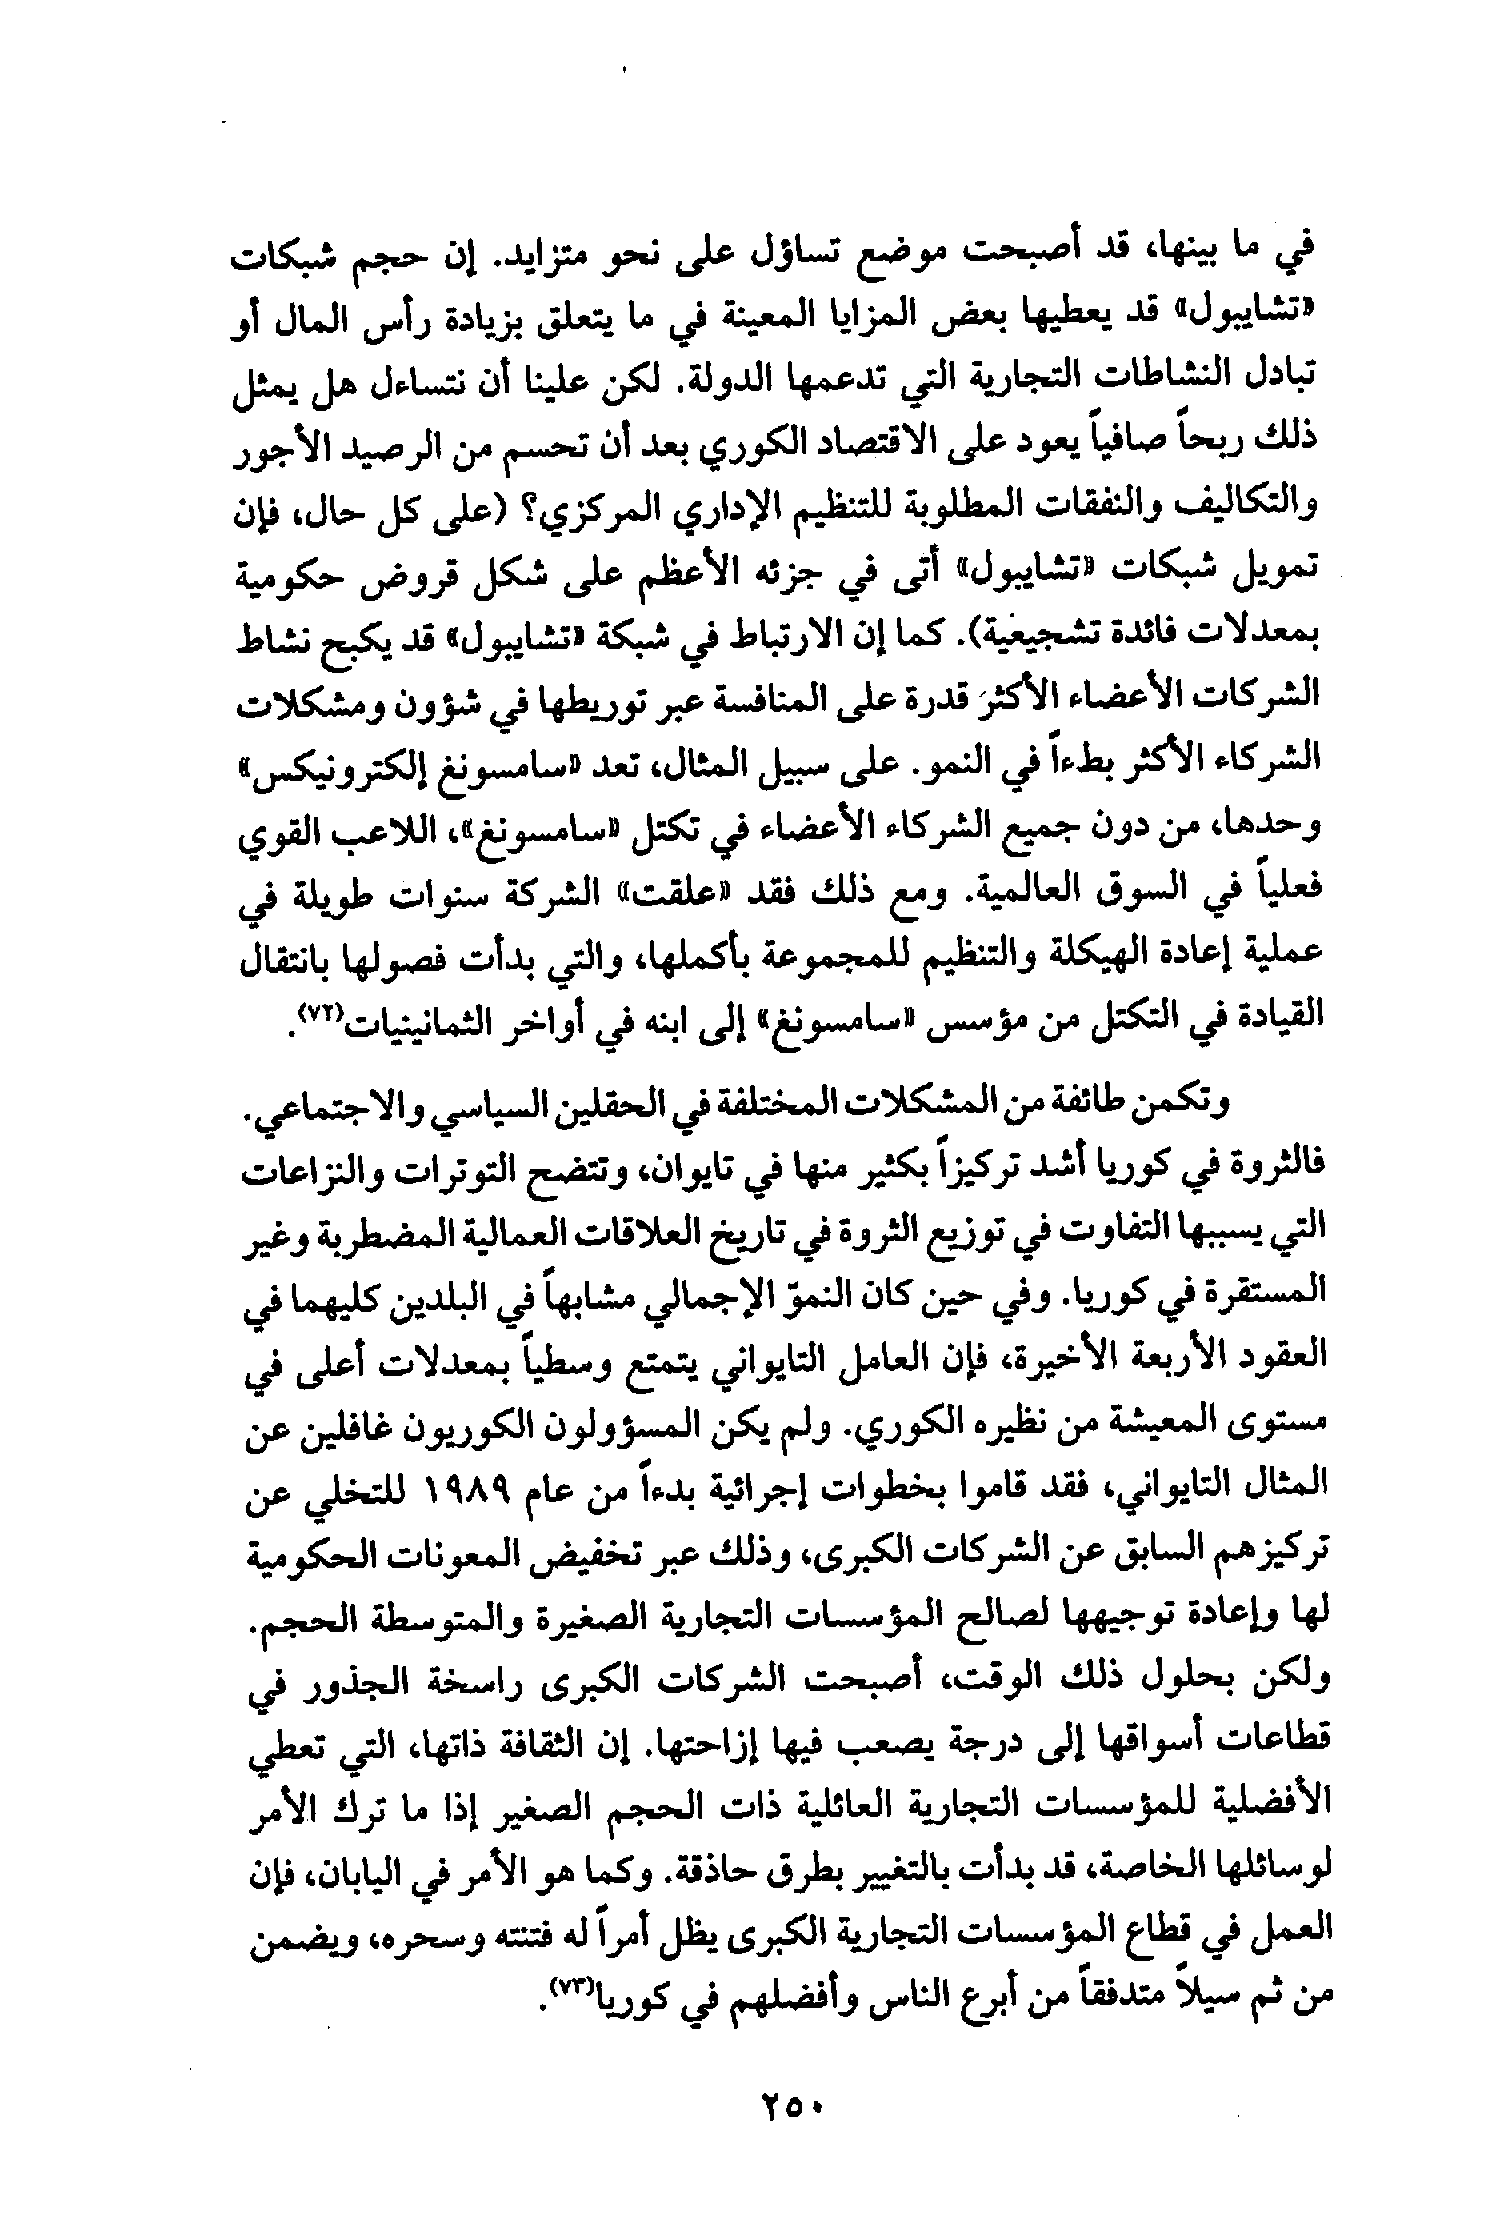 في ما بينها، قد أصبحت موضع تساؤل على نحو متزايد. إن حجم شبكات
«تشايبول» قد يعطيها بعض المزايا المعينة في ما يتعلق بزيادة رأس المال أو
تبادل النشاطات التجارية التي تدعمها الدولة. لكن علينا أن نتساءل هل يمثل
ذلك ربحاً صافياً يعود على الاقتصاد الكوري بعد أن تحسم من الرصيد الأجور
والتكاليف والنفقات المطلوبة للتنظيم الإداري المركزي؟ (على كل حال، فإن
تمويل شبكات «تشايبول» أتى في جزئه الأعظم على شكل قروض حكومية
بمعدلات فائدة تشجيعية). كما إن الارتباط في شبكة «تشايبول» قد يكبح نشاط
الشركات الأعضاء الأكثر قدرة على المنافسة عبر توريطها في شؤون ومشكلات
الشركاء الأكثر بطءاً في النمو. على سبيل المثال، تعد «سامسونغ إلكترونيكس»
وحدها، من دون جميع الشركاء الأعضاء في تكتل «سامسونغ»، اللاعب القوي
فعلياً في السوق العالمية. ومع ذلك فقد «علقت» الشركة سنوات طويلة في
عملية إعادة الهيكلة والتنظيم للمجموعة بأكملها، والتي بدأت فصولها بانتقال
القيادة في التكتل من مؤسس «سامسونغ» إلى ابنه في أواخر الثمانينيات(٧٢).
وتكمن طائفة من المشكلات المختلفة في الحقلين السياسي والاجتماعي.
فالثروة في كوريا أشد تركيزاً بكثير منها في تايوان، وتتضح التوترات والنزاعات
التي يسببها التفاوت في توزيع الثروة في تاريخ العلاقات العمالية المضطربة وغير
المستقرة في كوريا. وفي حين كان النموّ الإجمالي مشابهاً في البلدين كليهما في
العقود الأربعة الأخيرة، فإن العامل التايواني يتمتع وسطياً بمعدلات أعلى في
مستوى المعيشة من نظيره الكوري. ولم يكن المسؤولون الكوريون غافلين عن
المثال التايواني، فقد قاموا بخطوات إجرائية بدءاً من عام ١٩٨٩ للتخلي عن
تركيزهم السابق عن الشركات الكبرى، وذلك عبر تخفيض المعونات الحكومية
لها وإعادة توجيهها لصالح المؤسسات التجارية الصغيرة والمتوسطة الحجم.
ولكن بحلول ذلك الوقت، أصبحت الشركات الكبرى راسخة الجذور في
قطاعات أسواقها إلى درجة يصعب فيها إزاحتها. إن الثقافة ذاتها، التي تعطي
الأفضلية للمؤسسات التجارية العائلية ذات الحجم الصغير إذا ما ترك الأمر
لوسائلها الخاصة، قد بدأت بالتغيير بطرق حاذقة. وكما هو الأمر في اليابان، فإن
العمل في قطاع المؤسسات التجارية الكبرى يظل أمراً له فتنته وسحره، ويضمن
من ثم سيلاً متدفقاً من أبرع الناس وأفضلهم في كوريا(٧٣).
٢٥٠